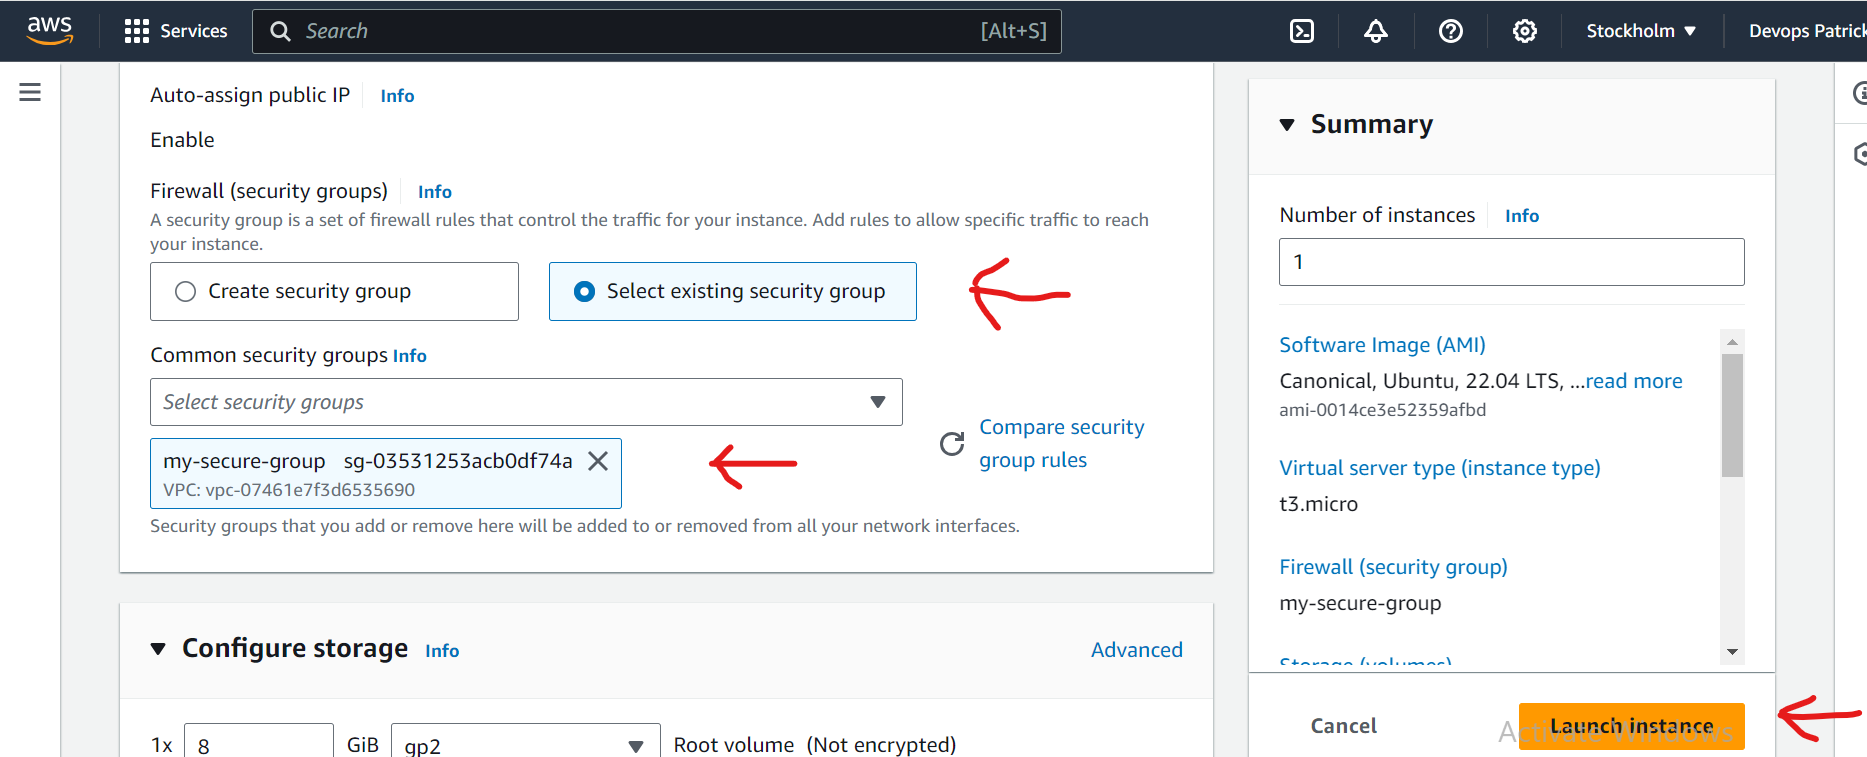 aws
Services
Search
[Alt+S]
Stockholm
Devops Patrick
Auto-assign public IP
Info
Enable
Firewall (security groups)
Info
A security group is a set of firewall rules that control the traffic for your instance. Add rules to allow specific traffic to reach
your instance.
Create security group
Select existing security group
Common security groups Info
Select security groups
my-secure-group sg-03531253acb0df74a
VPC: vpc-07461e7f3d6535690
Compare security
group rules
Security groups that you add or remove here will be added to or removed from all your network interfaces.
Configure storage
Info
Advanced
1x
8
GiB
gp2
Root volume (Not encrypted)
Summary
Number of instances
Info
1
Software Image (AMI)
Canonical, Ubuntu, 22.04 LTS, ...read more
ami-0014ce3e52359afbd
Virtual server type (instance type)
t3.micro
Firewall (security group)
my-secure-group
Storage (volumes)
Cancel
Launch instance
Activate Windows